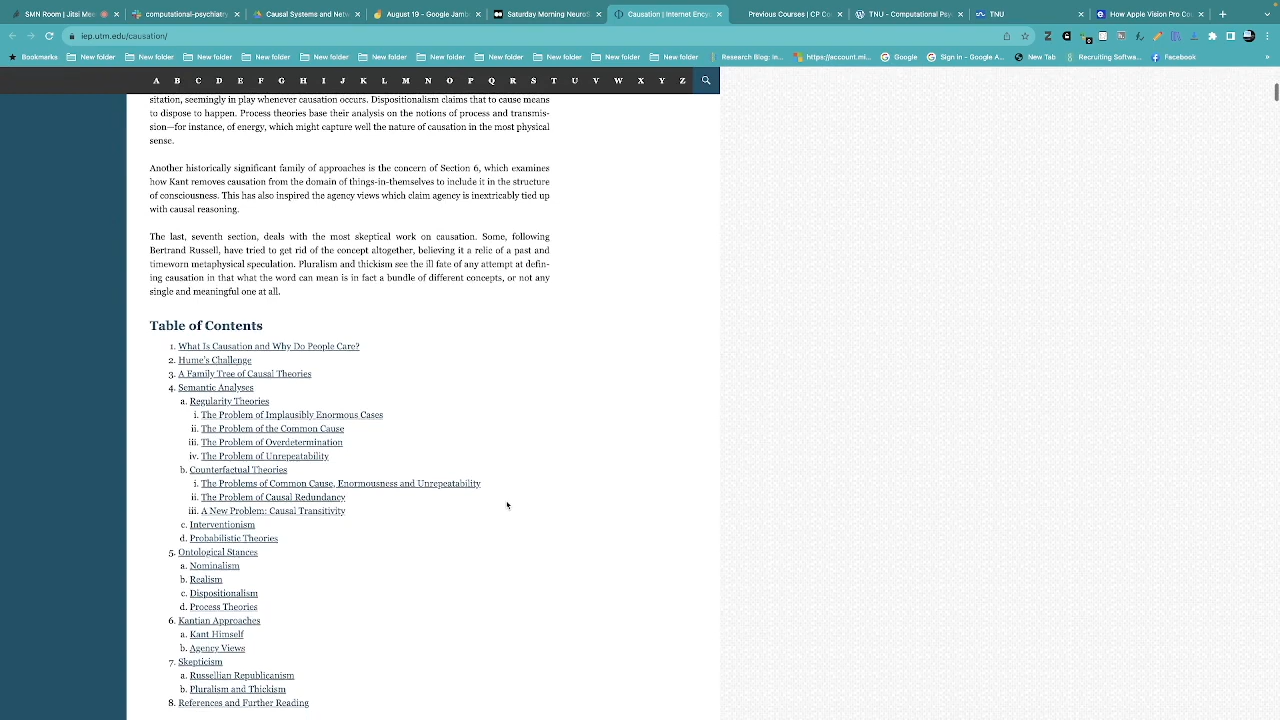 SMN Room | Jitsi Mee
computational-psychiatry
Causal Systems and Netw
August 19 - Google Jamb
Saturday Morning NeuroS
Causation | Internet Ency
Previous Courses | CP Co
TNU - Computational Psy
TNU
How Apple Vision Pro Co
iep.utm.edu/causation/
Bookmarks
New folder
New folder
New folder
New folder
New folder
New folder
New folder
New folder
New folder
New folder
New folder
Research Blog: In...
https://account.mi...
Google
Sign in - Google A...
New Tab
Recruiting Softwar...
Facebook
»
A B C D E F G H I J K L M N O P Q R S T U V W X Y Z
sitation, seemingly in play whenever causation occurs. Dispositionalism claims that to cause means
to dispose to happen. Process theories base their analysis on the notions of process and transmis-
sion—for instance, of energy, which might capture well the nature of causation in the most physical
sense.
Another historically significant family of approaches is the concern of Section 6, which examines
how Kant removes causation from the domain of things-in-themselves to include it in the structure
of consciousness. This has also inspired the agency views which claim agency is inextricably tied up
with causal reasoning.
The last, seventh section, deals with the most skeptical work on causation. Some, following
Bertrand Russell, have tried to get rid of the concept altogether, believing it a relic of a past and
timeworn metaphysical speculation. Pluralism and thickism see the ill fate of any attempt at defin-
ing causation in that what the word can mean is in fact a bundle of different concepts, or not any
single and meaningful one at all.
Table of Contents
1. What Is Causation and Why Do People Care?
2. Hume's Challenge
3. A Family Tree of Causal Theories
4. Semantic Analyses
a. Regularity Theories
i. The Problem of Implausibly Enormous Cases
ii. The Problem of the Common Cause
iii. The Problem of Overdetermination
iv. The Problem of Unrepeatability
b. Counterfactual Theories
i. The Problems of Common Cause, Enormousness and Unrepeatability
ii. The Problem of Causal Redundancy
iii. A New Problem: Causal Transitivity
c. Interventionism
d. Probabilistic Theories
5. Ontological Stances
a. Nominalism
b. Realism
c. Dispositionalism
d. Process Theories
6. Kantian Approaches
a. Kant Himself
b. Agency Views
7. Skepticism
a. Russellian Republicanism
b. Pluralism and Thickism
8. References and Further Reading